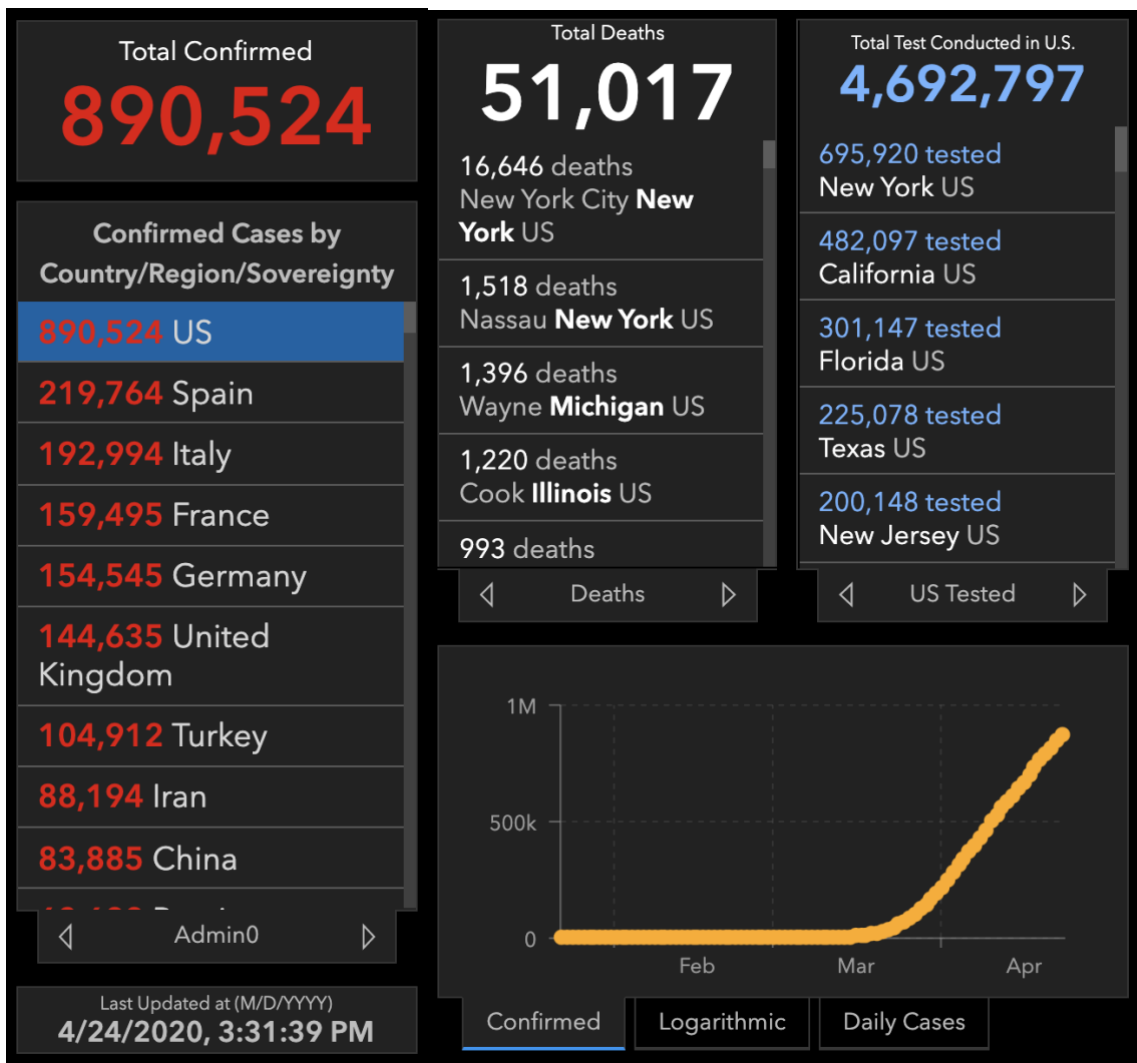 Total Confirmed
890,524
Confirmed Cases by
Country/Region/Sovereignty
890,524 US
219,764 Spain
192,994 Italy
159,495 France
154,545 Germany
144,635 United
Kingdom
104,912 Turkey
88,194 Iran
83,885 China
Admin0
Last Updated at (M/D/YYYY)
4/24/2020, 3:31:39 PM
Total Deaths
51,017
16,646 deaths
New York City New
York US
1,518 deaths
Nassau New York US
1,396 deaths
Wayne Michigan US
1,220 deaths
Cook Illinois US
993 deaths
Deaths
Total Test Conducted in U.S.
4,692,797
695,920 tested
New York US
482,097 tested
California US
301,147 tested
Florida US
225,078 tested
Texas US
200,148 tested
New Jersey US
US Tested
1M
500k
0
Feb Mar Apr
Confirmed Logarithmic Daily Cases